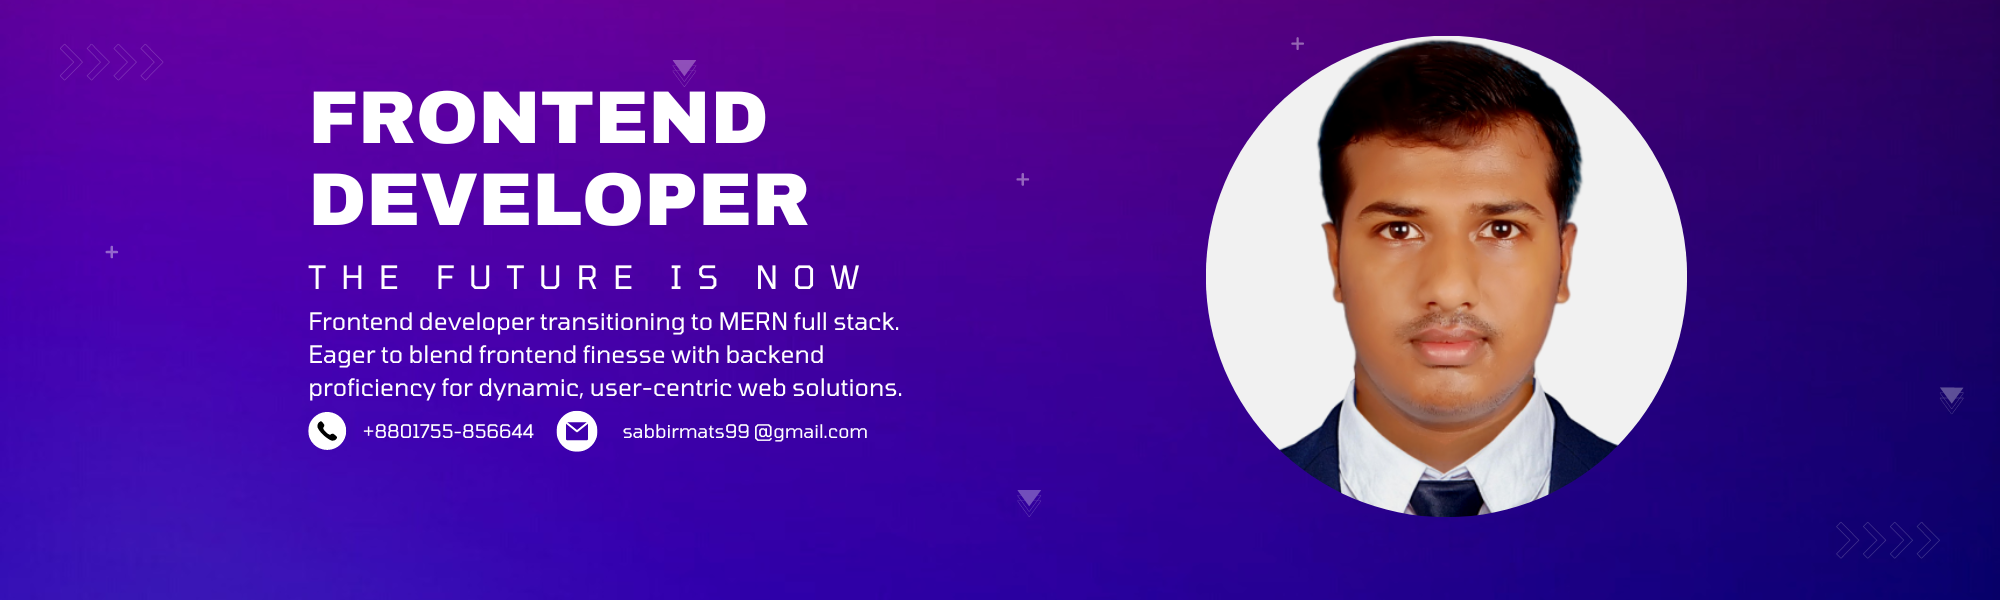 FRONTEND
DEVELOPER
THE FUTURE IS NOW
Frontend developer transitioning to MERN full stack.
Eager to blend frontend finesse with backend
proficiency for dynamic, user-centric web solutions.
+8801755-856644 sabbirmats99 @gmail.com